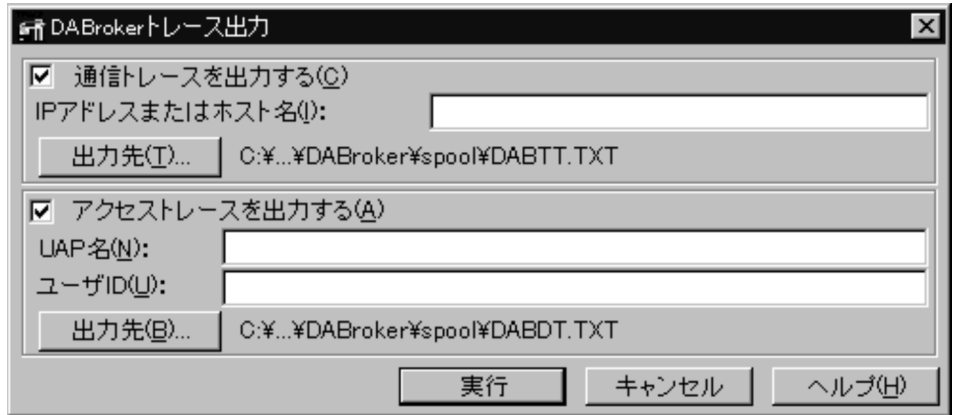 DABrokerトレース出力
通信トレースを出力する(C)
IPアドレスまたはホスト名(I):
出力先(T)... C:¥...¥DABroker¥spool¥DABTT.TXT
アクセストレースを出力する(A)
UAP名(N):
ユーザID(U):
出力先(B)... C:¥...¥DABroker¥spool¥DABDT.TXT
実行 キャンセル ヘルプ(H)